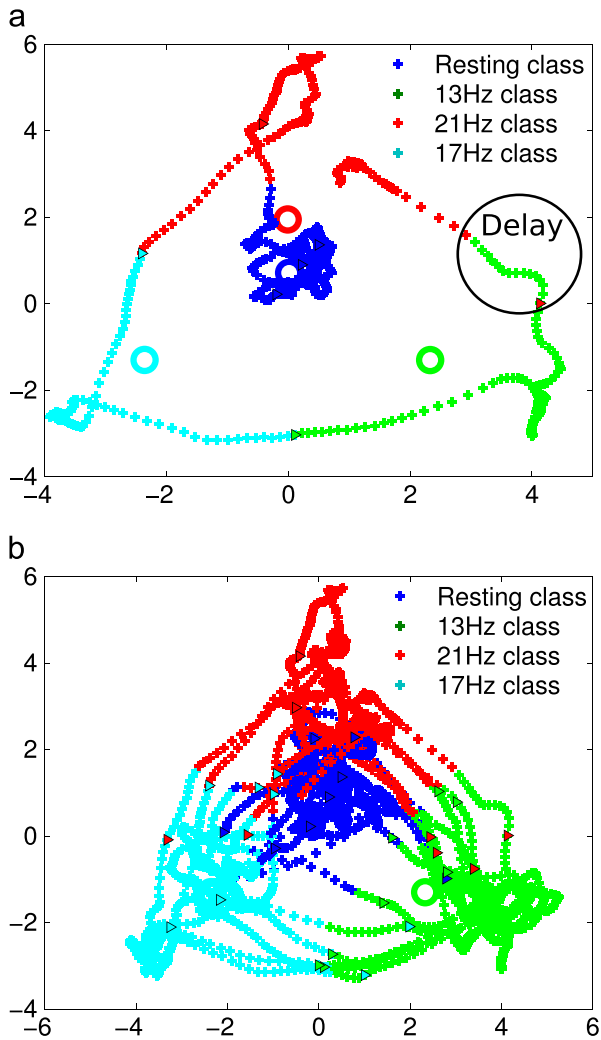 a
6
Resting class
13Hz class
4
21Hz class
17Hz class
2
Delay
0
−2
−4
−4 −2 0 2 4
b
6
Resting class
13Hz class
4
21Hz class
17Hz class
2
0
−2
−4
−6 −4 −2 0 2 4 6